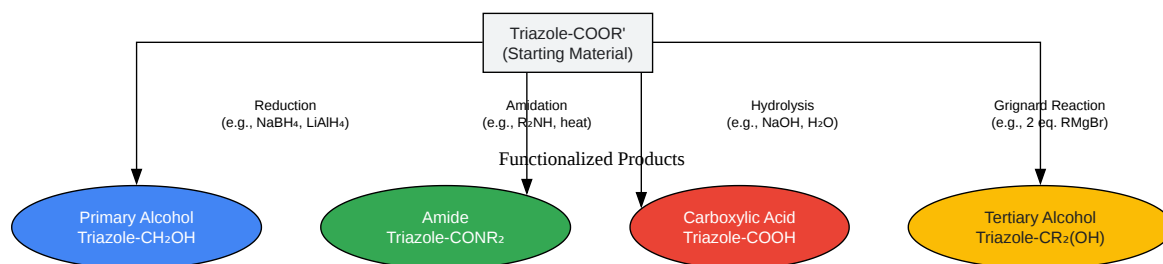 Triazole-COOR'
(Starting Material)
Reduction
(e.g., NaBH₄, LiAlH₄)
Amidation
(e.g., R₂NH, heat)
Hydrolysis
(e.g., NaOH, H₂O)
Grignard Reaction
(e.g., 2 eq. RMgBr)
Functionalized Products
Primary Alcohol
Triazole-CH₂OH
Amide
Triazole-CONR₂
Carboxylic Acid
Triazole-COOH
Tertiary Alcohol
Triazole-CR₂(OH)